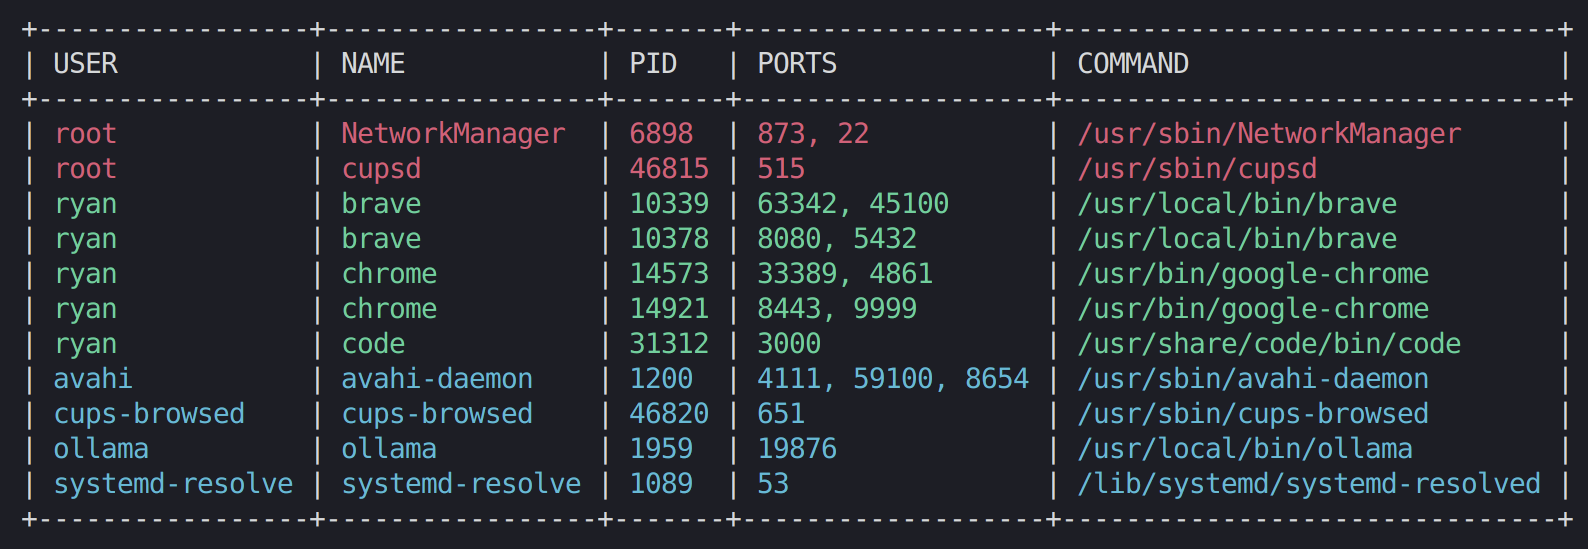 +----------------+----------------+-------+------------------+------------------------------+
| USER           | NAME           | PID   | PORTS            | COMMAND                      |
+----------------+----------------+-------+------------------+------------------------------+
| root           | NetworkManager | 6898  | 873, 22          | /usr/sbin/NetworkManager     |
| root           | cupsd          | 46815 | 515              | /usr/sbin/cupsd              |
| ryan           | brave          | 10339 | 63342, 45100     | /usr/local/bin/brave         |
| ryan           | brave          | 10378 | 8080, 5432       | /usr/local/bin/brave         |
| ryan           | chrome         | 14573 | 33389, 4861      | /usr/bin/google-chrome       |
| ryan           | chrome         | 14921 | 8443, 9999       | /usr/bin/google-chrome       |
| ryan           | code           | 31312 | 3000             | /usr/share/code/bin/code     |
| avahi          | avahi-daemon   | 1200  | 4111, 59100, 8654 | /usr/sbin/avahi-daemon       |
| cups-browsed   | cups-browsed   | 46820 | 651              | /usr/sbin/cups-browsed       |
| ollama         | ollama         | 1959  | 19876            | /usr/local/bin/ollama        |
| systemd-resolve | systemd-resolve | 1089  | 53               | /lib/systemd/systemd-resolved |
+----------------+----------------+-------+------------------+------------------------------+